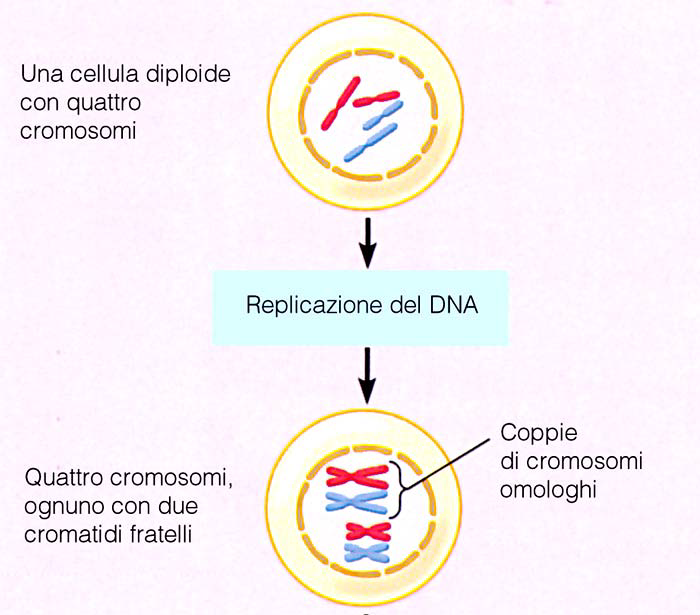 Una cellula diploide
con quattro
cromosomi
Replicazione del DNA
Coppie
di cromosomi
omologhi
Quattro cromosomi,
ognuno con due
cromatidi fratelli